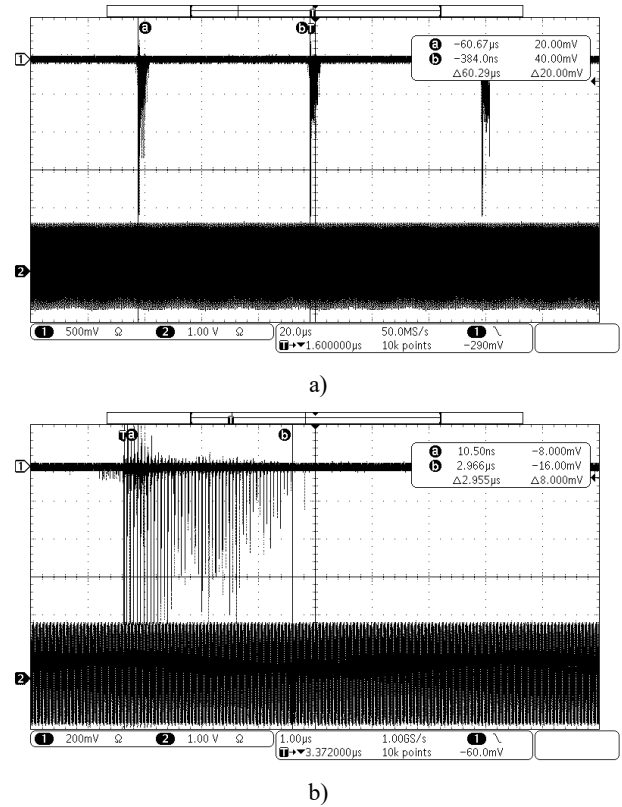 a b T
T
a −60.67µs 20.00mV
b −384.0ns 40.00mV
Δ60.29µs Δ20.00mV
1
2
1 500mV Ω 2 1.00 V Ω 20.0µs 50.0MS/s 1
T→▼1.600000µs 10k points −290mV
a)
T
T a b
a 10.50ns −8.000mV
b 2.966µs −16.00mV
Δ2.955µs Δ8.000mV
1
2
1 200mV Ω 2 1.00 V Ω 1.00µs 1.00GS/s 1
T→▼3.372000µs 10k points −60.0mV
b)